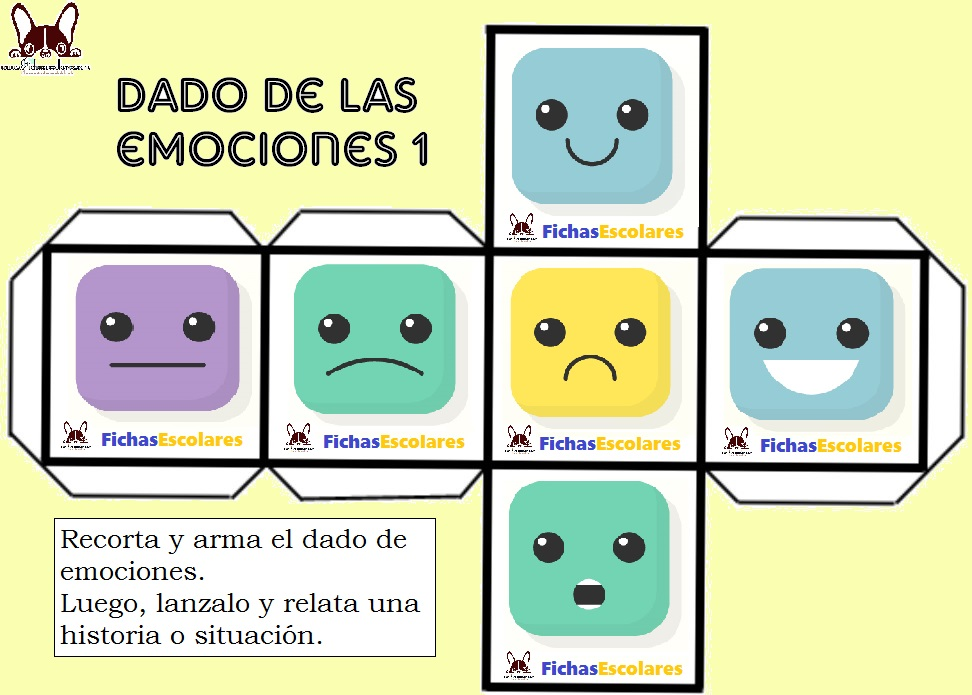 DADO DE LAS
EMOCIONES 1
FichasEscolares
FichasEscolares
FichasEscolares
FichasEscolares
FichasEscolares
FichasEscolares
Recorta y arma el dado de
emociones.
Luego, lanzalo y relata una
historia o situación.